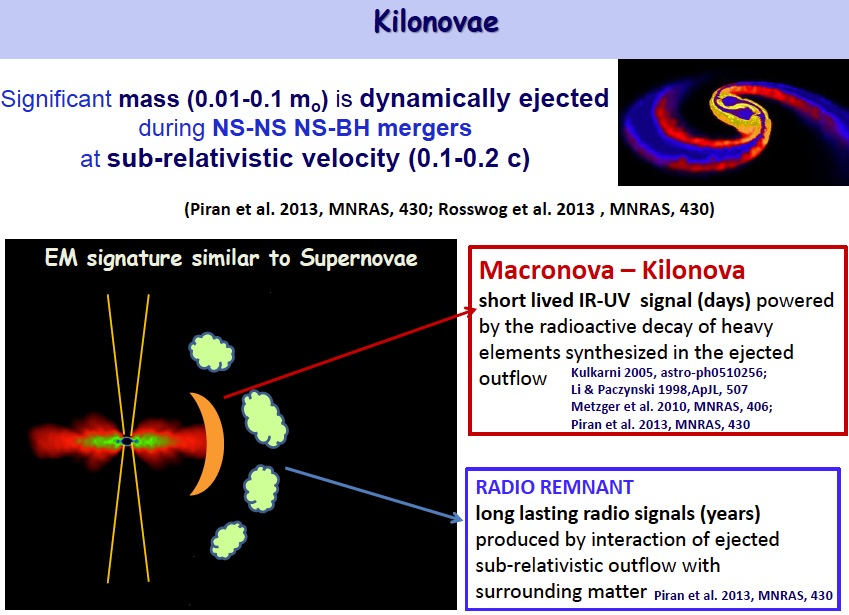 Kilonovae
Significant mass (0.01-0.1 mo) is dynamically ejected
during NS-NS NS-BH mergers
at sub-relativistic velocity (0.1-0.2 c)
(Piran et al. 2013, MNRAS, 430; Rosswog et al. 2013 , MNRAS, 430)
EM signature similar to Supernovae
Macronova – Kilonova
short lived IR-UV signal (days) powered
by the radioactive decay of heavy
elements synthesized in the ejected
outflow
Kulkarni 2005, astro-ph0510256;
Li & Paczynski 1998,ApJL, 507
Metzger et al. 2010, MNRAS, 406;
Piran et al. 2013, MNRAS, 430
RADIO REMNANT
long lasting radio signals (years)
produced by interaction of ejected
sub-relativistic outflow with
surrounding matter Piran et al. 2013, MNRAS, 430